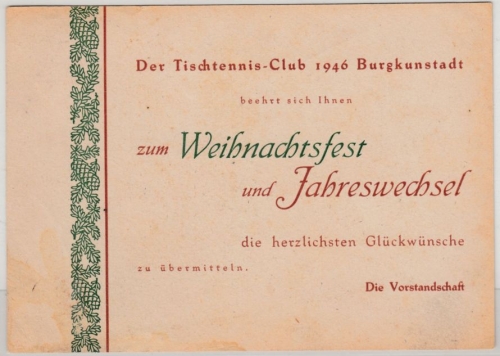 Der Tischtennis-Club 1946 Burgkunstadt
beehrt sich Ihnen
zum Weihnachtsfest
und Jahreswechsel
die herzlichsten Glückwünsche
zu übermitteln.
Die Vorstandschaft